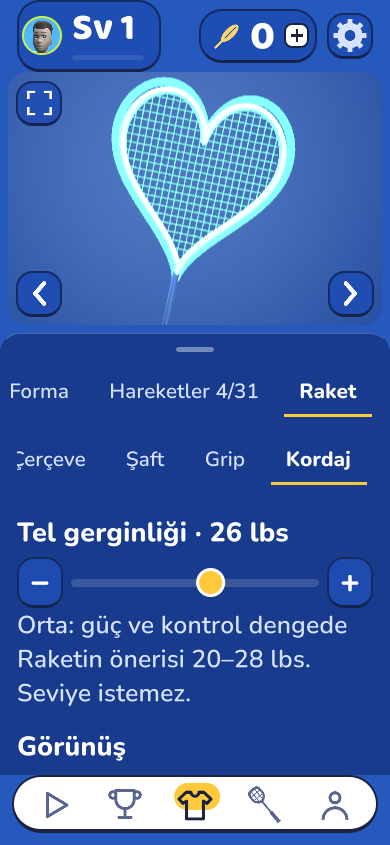 Sv 1
0
Forma
Hareketler 4/31
Raket
Çerçeve
Şaft
Grip
Kordaj
Tel gerginliği · 26 lbs
Orta: güç ve kontrol dengede
Raketin önerisi 20–28 lbs.
Seviye istemez.
Görünüş